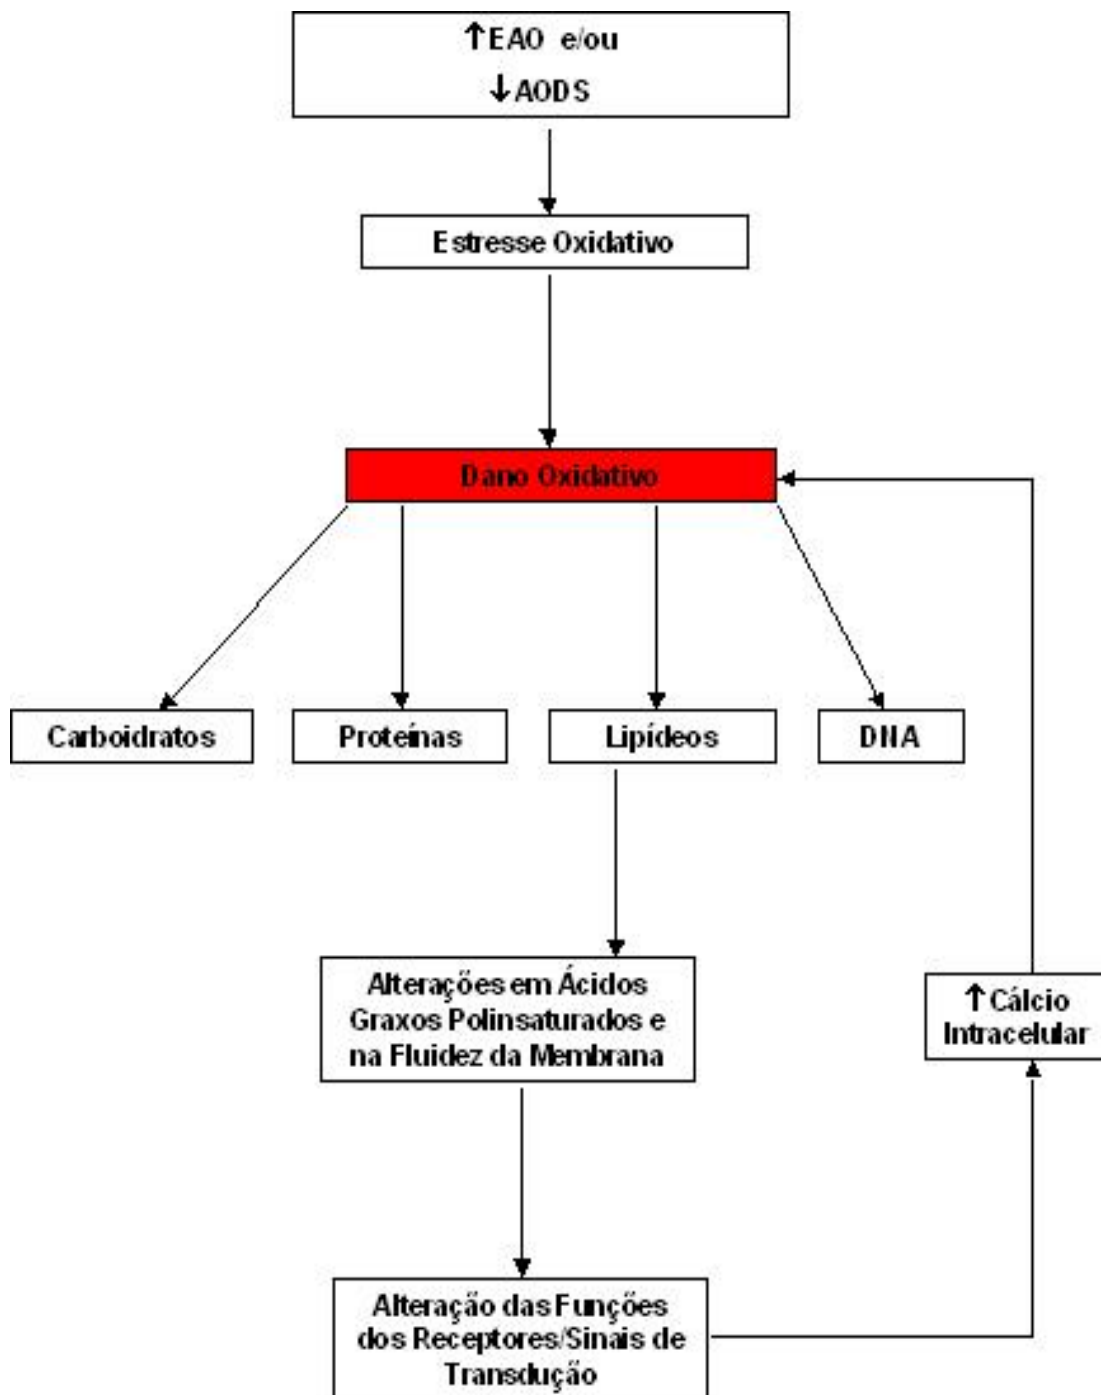 ↑EAO e/ou
↓AODS
Estresse Oxidativo
Dano Oxidativo
Carboidratos
Proteínas
Lipídeos
DNA
Alterações em Ácidos
Graxos Polinsaturados e
na Fluidez da Membrana
↑Cálcio
Intracelular
Alteração das Funções
dos Receptores/Sinais de
Transdução